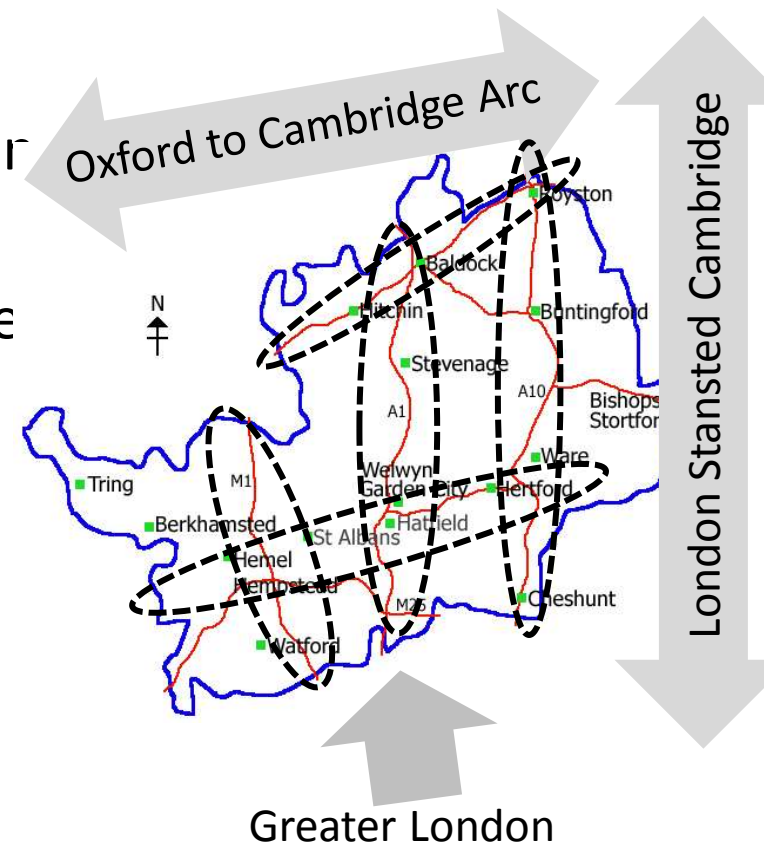 Oxford to Cambridge Arc
London Stansted Cambridge
N
Royston
Baldock
Hitchin
Buntingford
Stevenage
A1
A10
Bishops
Stortfor
M1
Tring
Welwyn
Garden City
Ware
Hertford
Berkhamsted
Hatfield
St Albans
Hemel
Hempstead
M25
Cheshunt
Watford
Greater London